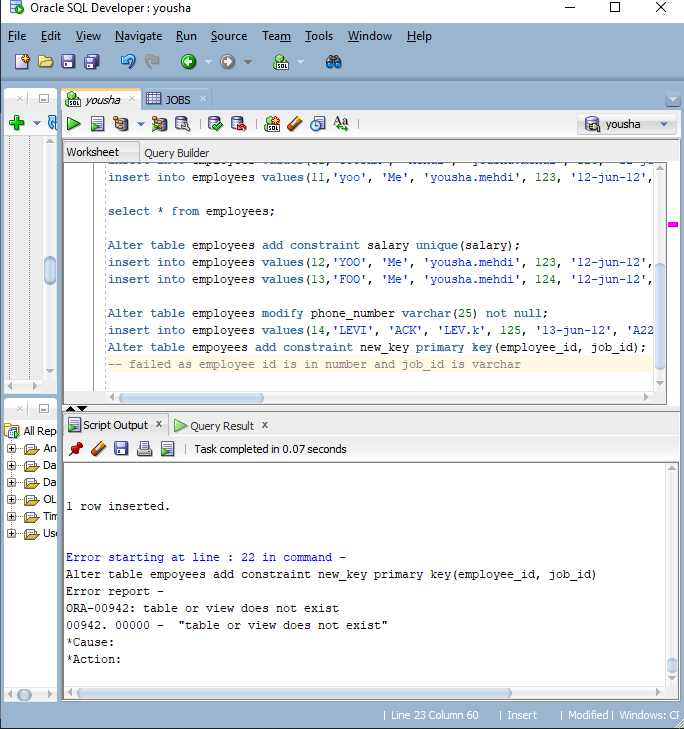 Oracle SQL Developer : yousha
File Edit View Navigate Run Source Team Tools Window Help
yousha JOBS
yousha
Worksheet Query Builder
insert into employees values(11,'yoo', 'Me', 'yousha.mehdi', 123, '12-jun-12',
select * from employees;
Alter table employees add constraint salary unique(salary);
insert into employees values(12,'YOO', 'Me', 'yousha.mehdi', 123, '12-jun-12',
insert into employees values(13,'FOO', 'Me', 'yousha.mehdi', 124, '12-jun-12',
Alter table employees modify phone_number varchar(25) not null;
insert into employees values(14,'LEVI', 'ACK', 'LEV.k', 125, '13-jun-12', 'A22
Alter table empoyees add constraint new_key primary key(employee_id, job_id);
-- failed as employee id is in number and job_id is varchar
Script Output Query Result
Task completed in 0.07 seconds
All Rep
An
Da
Da
OL
Tim
Use
1 row inserted.
Error starting at line : 22 in command -
Alter table empoyees add constraint new_key primary key(employee_id, job_id)
Error report -
ORA-00942: table or view does not exist
00942. 00000 -  "table or view does not exist"
*Cause:
*Action:
Line 23 Column 60 Insert Modified Windows: CF